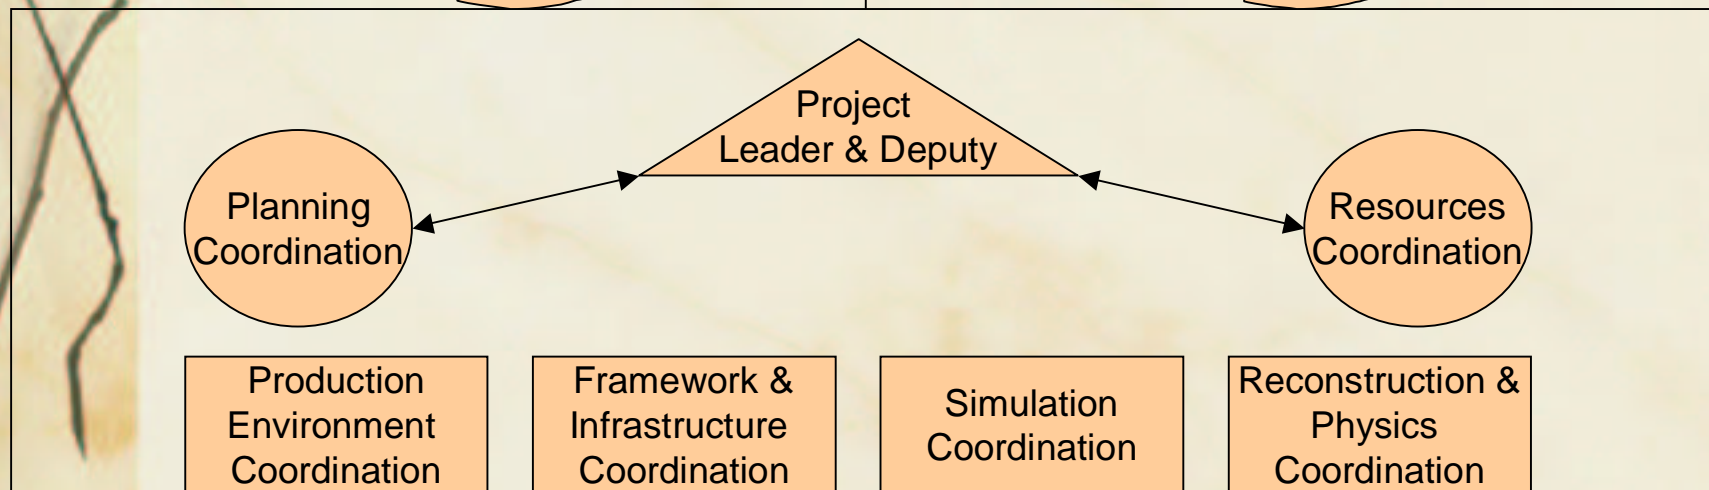 Project
Leader & Deputy
Planning
Coordination
Resources
Coordination
Production
Environment
Coordination
Framework &
Infrastructure
Coordination
Simulation
Coordination
Reconstruction &
Physics
Coordination